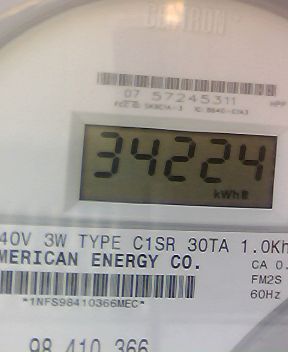 CENTRON
07 57245311
34224
kWh
40V 3W TYPE C1SR 30TA 1.0Kh
MERICAN ENERGY CO.
CA 0.
FM2S
*1NFS98410366MEC*
60Hz
98 410 366